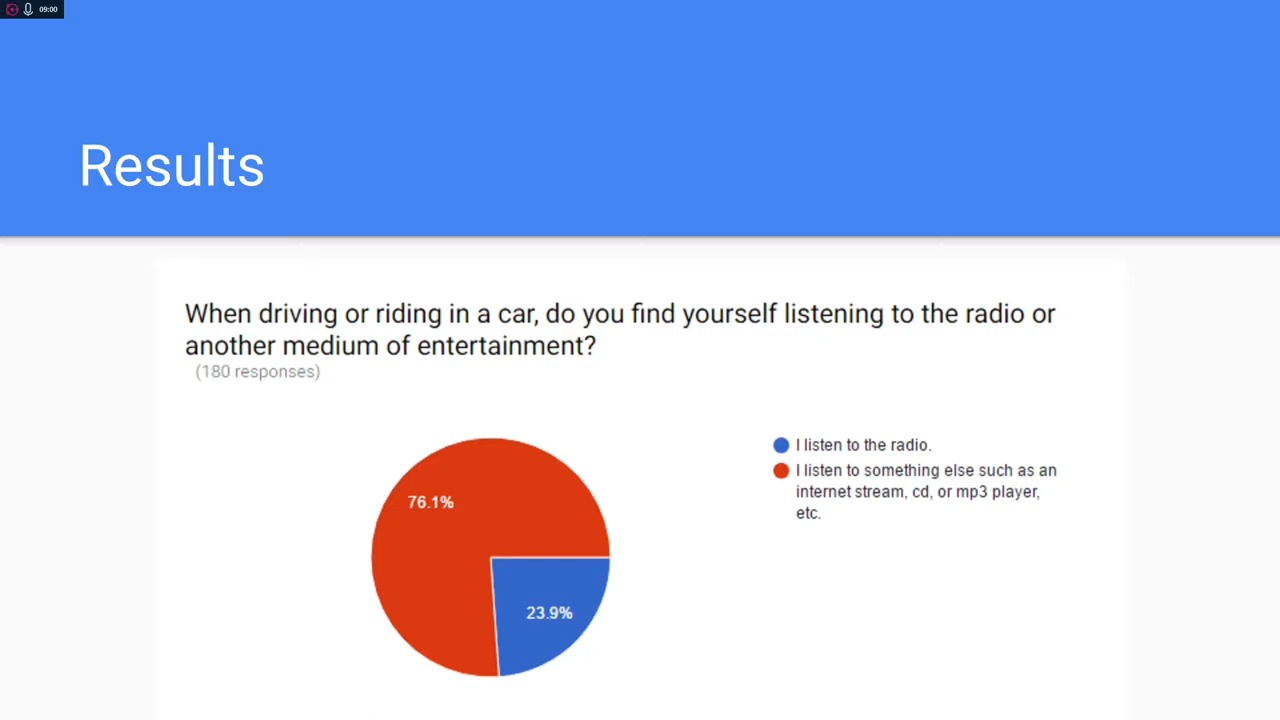 09:00
Results
When driving or riding in a car, do you find yourself listening to the radio or
another medium of entertainment?
(180 responses)
I listen to the radio.
I listen to something else such as an
internet stream, cd, or mp3 player,
etc.
76.1%
23.9%